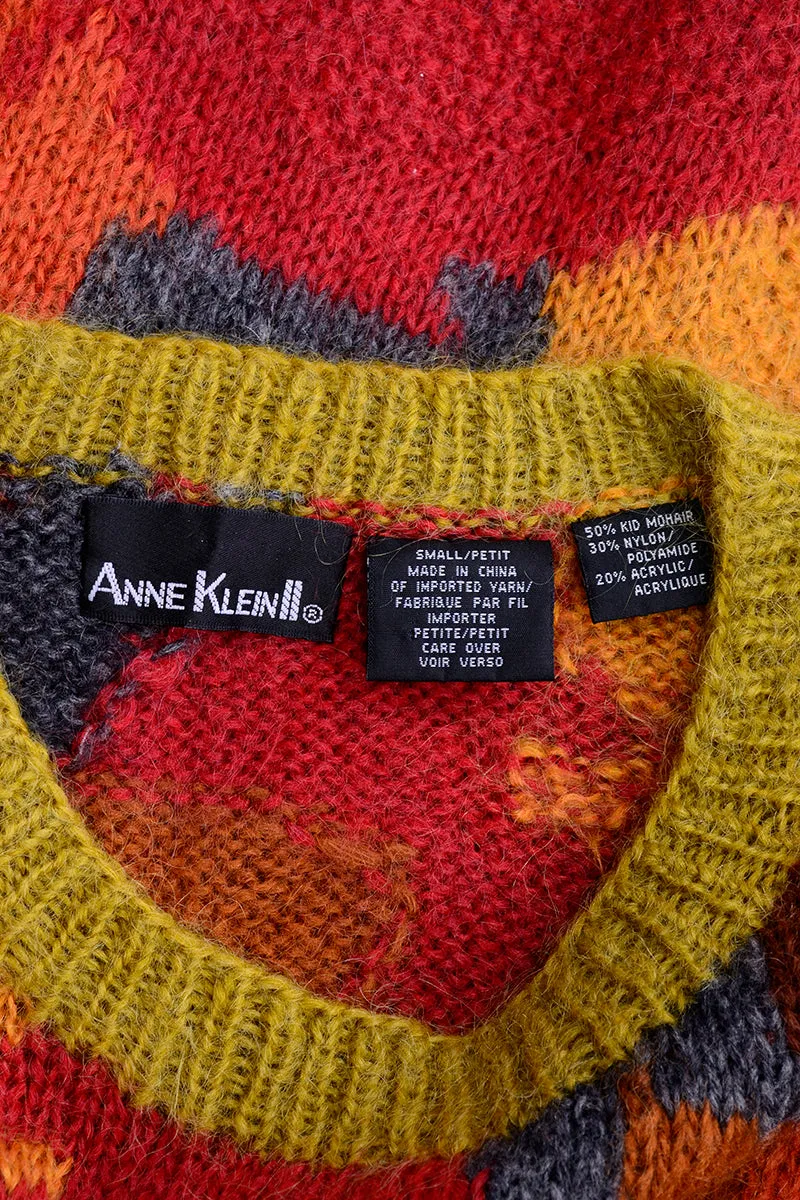 ANNE KLEIN II®
SMALL/PETIT
MADE IN CHINA
OF IMPORTED YARN/
FABRIQUE PAR FIL
IMPORTER
PETITE/PETIT
CARE OVER
VOIR VERSO
50% KID MOHAIR
30% NYLON/
POLYAMIDE
20% ACRYLIC/
ACRYLIQUE